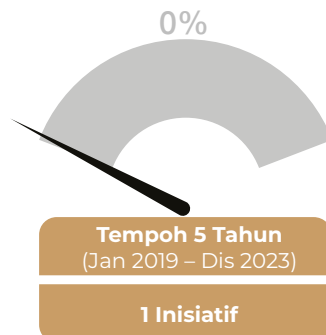 0%
Tempoh 5 Tahun
(Jan 2019 – Dis 2023)
1 Inisiatif